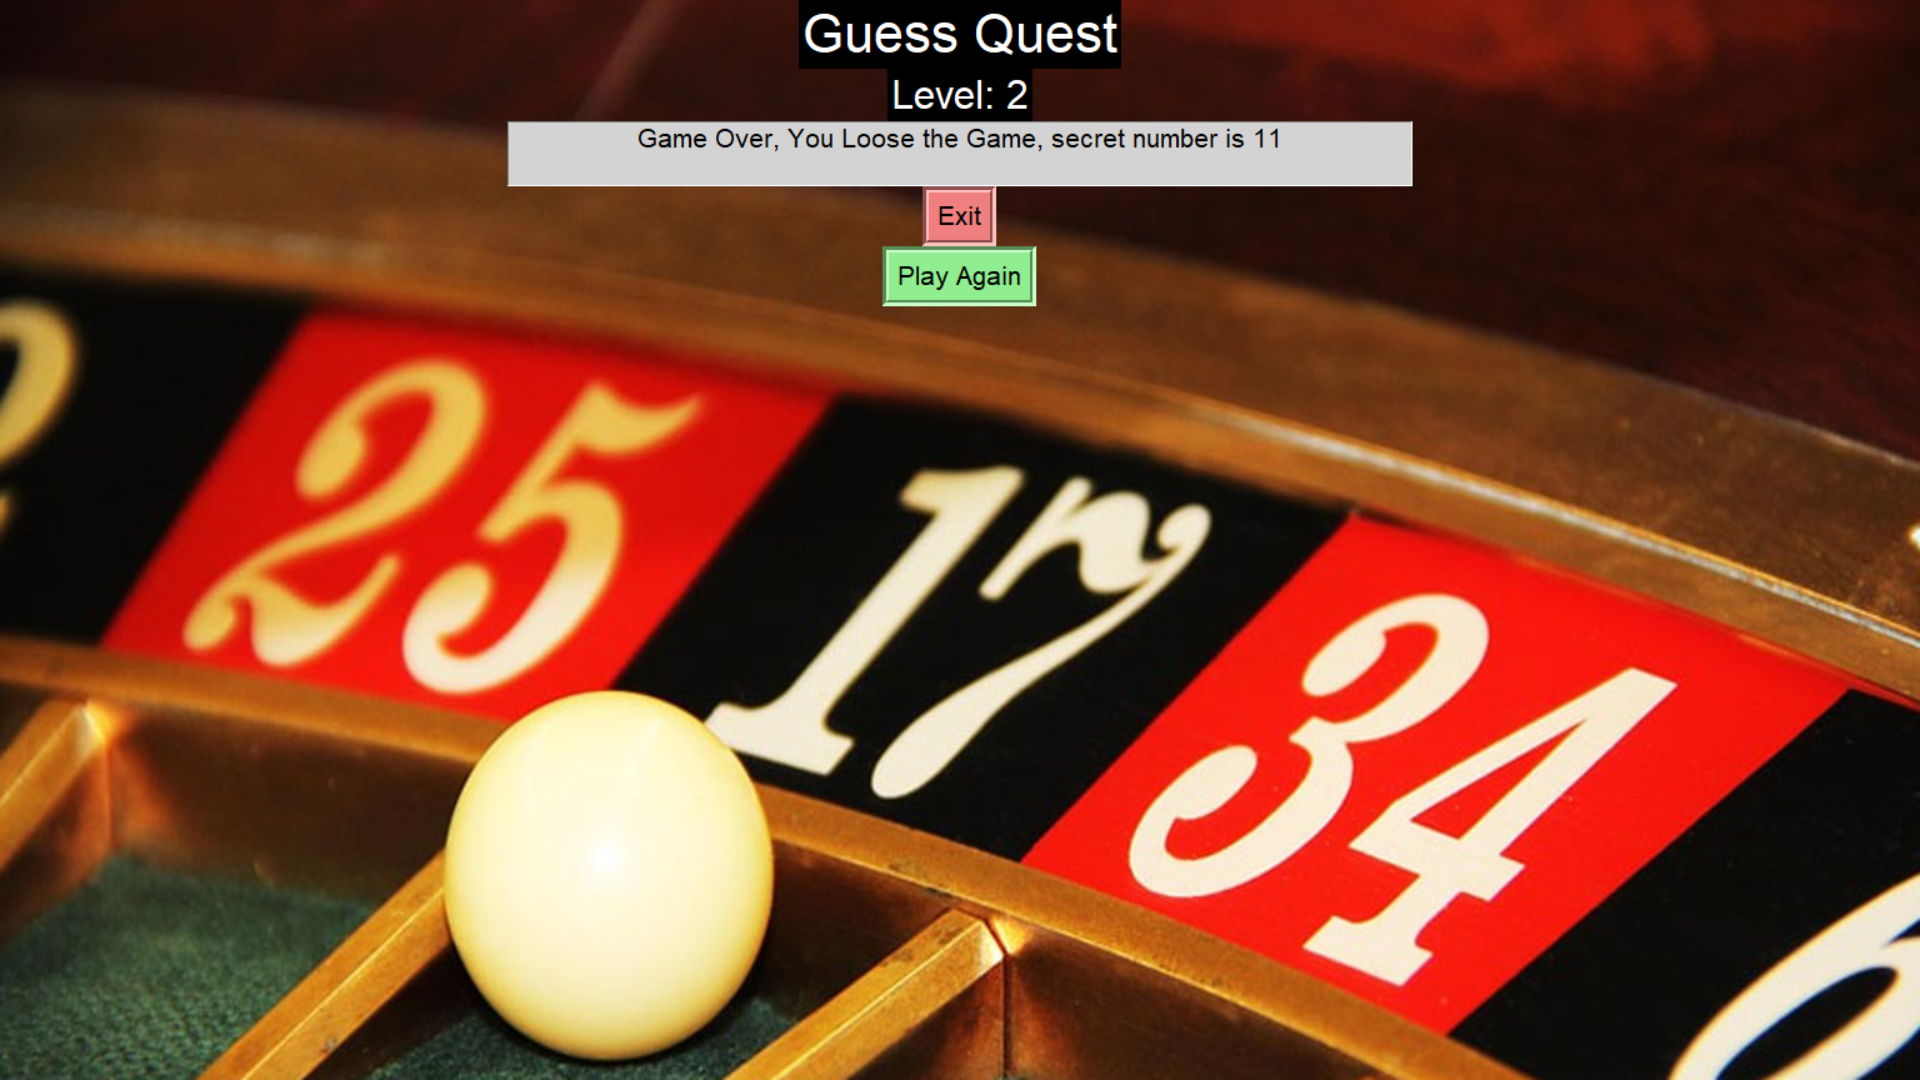 Guess Quest
Level: 2
Game Over, You Loose the Game, secret number is 11
Exit
Play Again
25
17
34
6